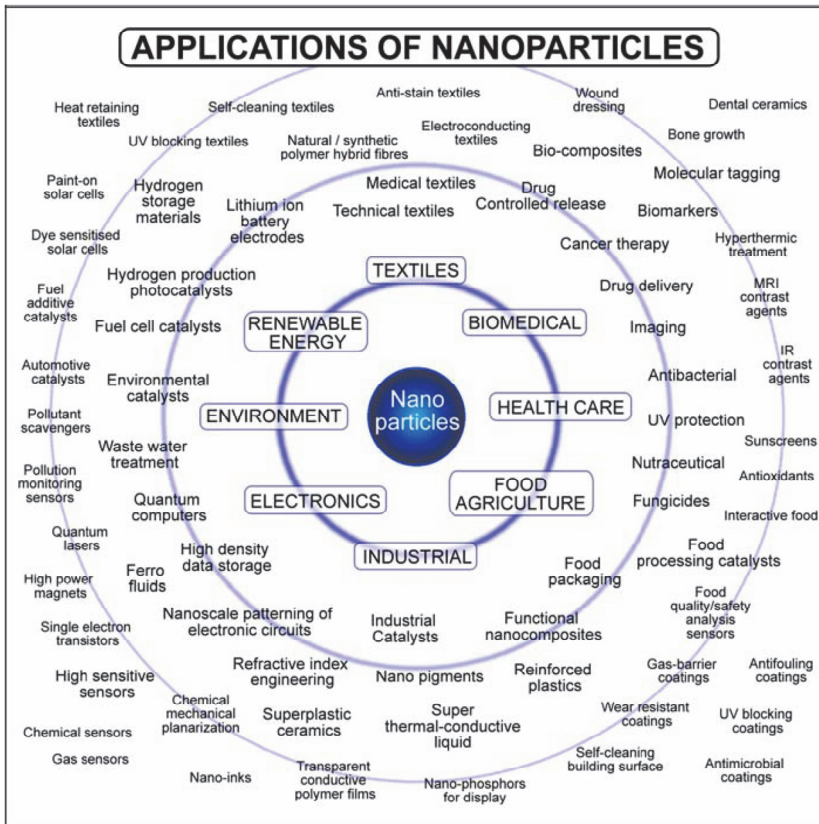 APPLICATIONS OF NANOPARTICLES
Anti-stain textiles
Wound
dressing
Heat retaining
textiles
Self-cleaning textiles
Dental ceramics
UV blocking textiles
Natural / synthetic
polymer hybrid fibres
Electroconducting
textiles
Bio-composites
Bone growth
Molecular tagging
Paint-on
solar cells
Hydrogen
storage
materials
Lithium ion
battery
electrodes
Medical textiles
Technical textiles
Drug
Controlled release
Biomarkers
Dye sensitised
solar cells
Cancer therapy
Hyperthermic
treatment
Hydrogen production
photocatalysts
TEXTILES
Drug delivery
MRI
contrast
agents
Fuel
additive
catalysts
Fuel cell catalysts
RENEWABLE
ENERGY
BIOMEDICAL
Imaging
IR
contrast
agents
Automotive
catalysts
Environmental
catalysts
Antibacterial
Nano
particles
ENVIRONMENT
HEALTH CARE
Pollutant
scavengers
UV protection
Sunscreens
Waste water
treatment
Nutraceutical
Antioxidants
Pollution
monitoring
sensors
Quantum
computers
ELECTRONICS
FOOD
AGRICULTURE
Fungicides
Interactive food
Quantum
lasers
High density
data storage
INDUSTRIAL
Food
packaging
Food
processing catalysts
High power
magnets
Ferro
fluids
Food
quality/safety
analysis
sensors
Single electron
transistors
Nanoscale patterning of
electronic circuits
Industrial
Catalysts
Functional
nanocomposites
High sensitive
sensors
Refractive index
engineering
Nano pigments
Reinforced
plastics
Gas-barrier
coatings
Antifouling
coatings
Chemical
mechanical
planarization
Superplastic
ceramics
Super
thermal-conductive
liquid
Wear resistant
coatings
UV blocking
coatings
Chemical sensors
Gas sensors
Self-cleaning
building surface
Antimicrobial
coatings
Nano-inks
Transparent
conductive
polymer films
Nano-phosphors
for display